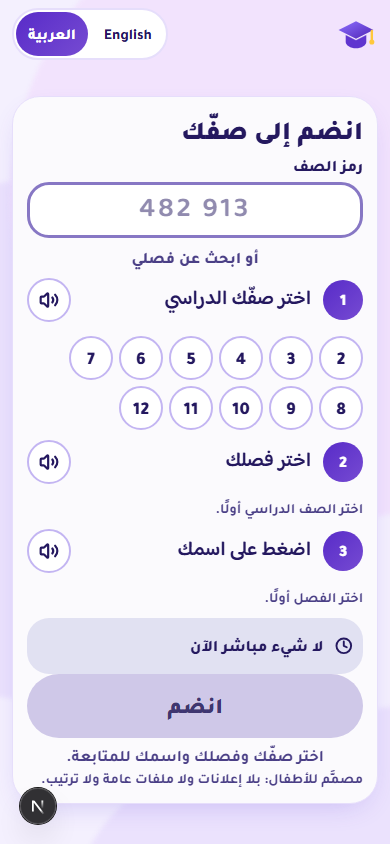 العربية English
انضم إلى صفّك
رمز الصف
482 913
أو ابحث عن فصلي
1 اختر صفّك الدراسي
2 3 4 5 6 7
8 9 10 11 12
2 اختر فصلك
اختر الصف الدراسي أولًا.
3 اضغط على اسمك
اختر الفصل أولًا.
لا شيء مباشر الآن
انضم
اختر صفّك وفصلك واسمك للمتابعة.
مصمَّم للأطفال: بلا إعلانات ولا ملفات عامة ولا ترتيب.
N